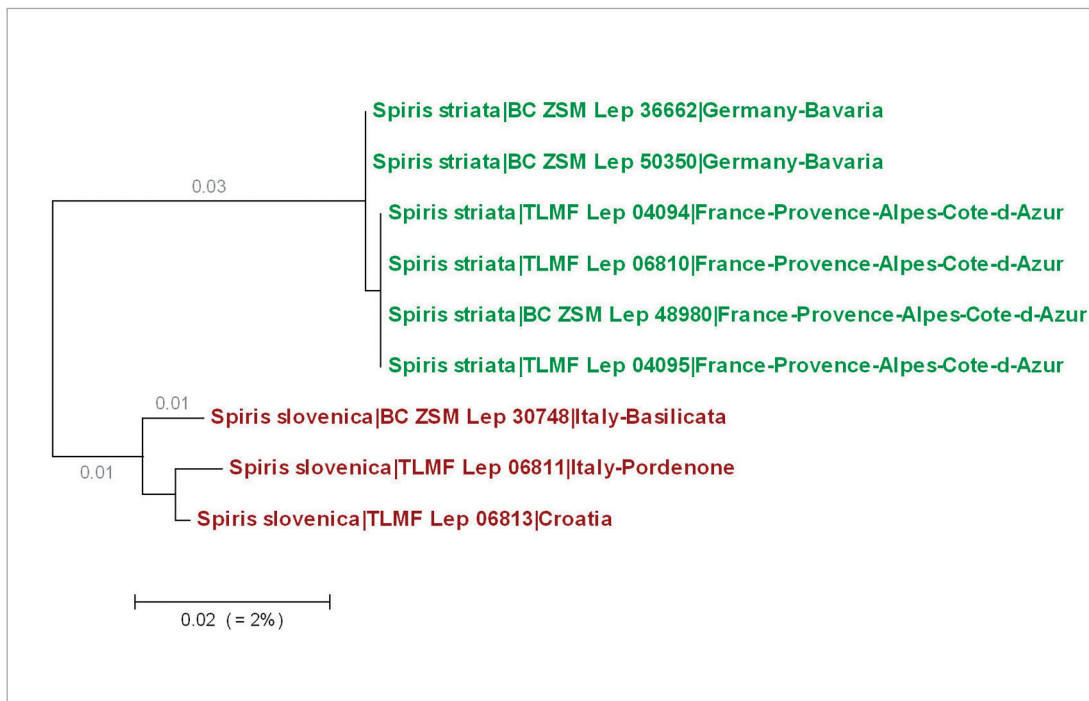 Spiris striata|BC ZSM Lep 36662|Germany-Bavaria
Spiris striata|BC ZSM Lep 50350|Germany-Bavaria
0.03
Spiris striata|TLMF Lep 04094|France-Provence-Alpes-Cote-d-Azur
Spiris striata|TLMF Lep 06810|France-Provence-Alpes-Cote-d-Azur
Spiris striata|BC ZSM Lep 48980|France-Provence-Alpes-Cote-d-Azur
Spiris striata|TLMF Lep 04095|France-Provence-Alpes-Cote-d-Azur
0.01
Spiris slovenica|BC ZSM Lep 30748|Italy-Basilicata
0.01
Spiris slovenica|TLMF Lep 06811|Italy-Pordenone
Spiris slovenica|TLMF Lep 06813|Croatia
0.02 (= 2%)